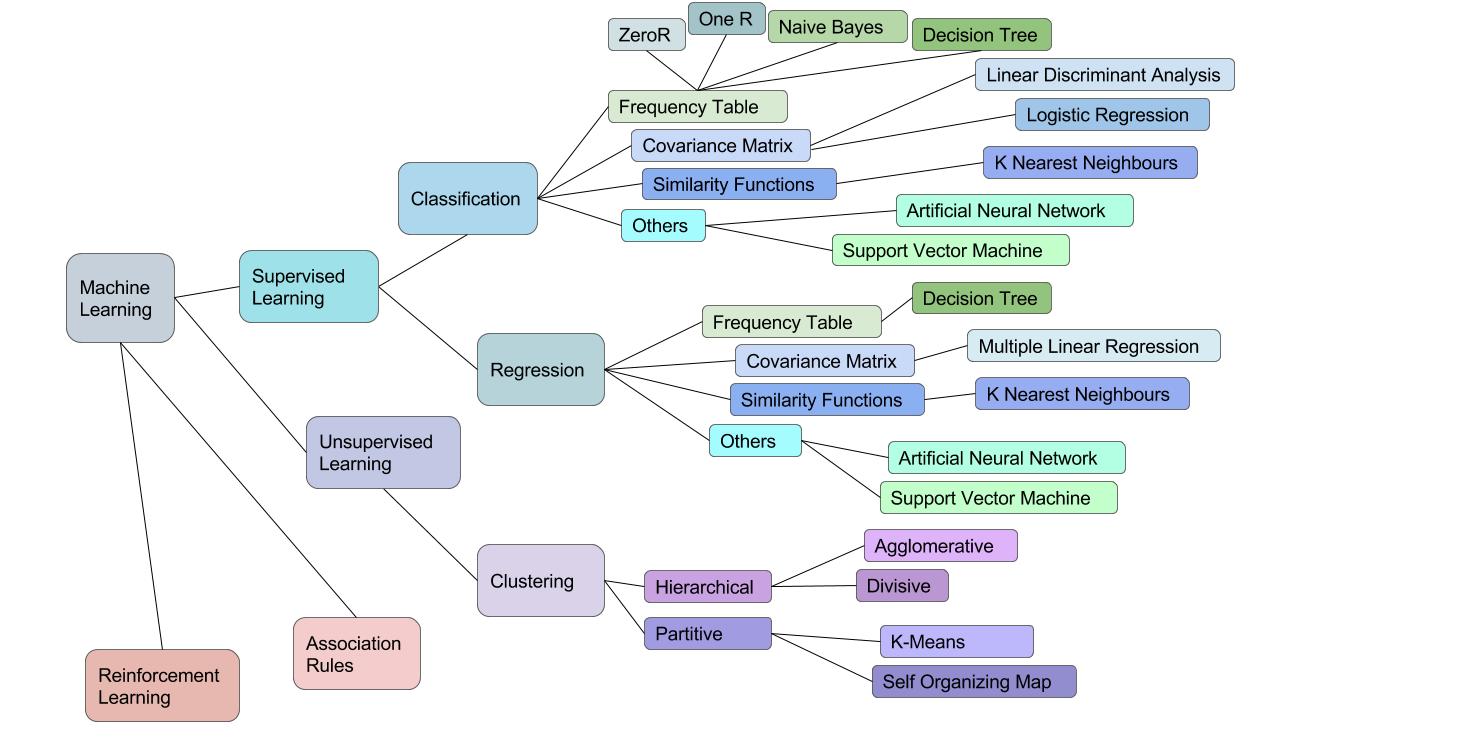 ZeroR
One R
Naive Bayes
Decision Tree
Linear Discriminant Analysis
Frequency Table
Logistic Regression
Covariance Matrix
K Nearest Neighbours
Similarity Functions
Classification
Artificial Neural Network
Others
Support Vector Machine
Machine
Learning
Supervised
Learning
Decision Tree
Frequency Table
Multiple Linear Regression
Covariance Matrix
Regression
K Nearest Neighbours
Similarity Functions
Unsupervised
Learning
Others
Artificial Neural Network
Support Vector Machine
Agglomerative
Clustering
Hierarchical
Divisive
Partitive
K-Means
Self Organizing Map
Association
Rules
Reinforcement
Learning